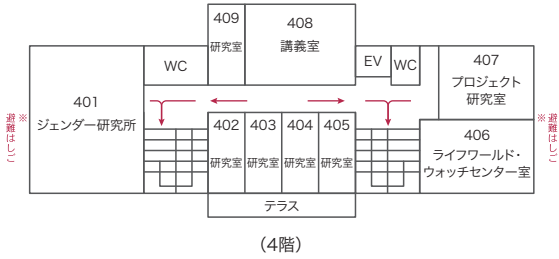 409
研究室
408
講義室
WC
EV
WC
407
プロジェクト
研究室
401
ジェンダー研究所
※避難はしご
402
研究室
403
研究室
404
研究室
405
研究室
406
ライフワールド・
ウォッチセンター室
※避難はしご
テラス
（4階）